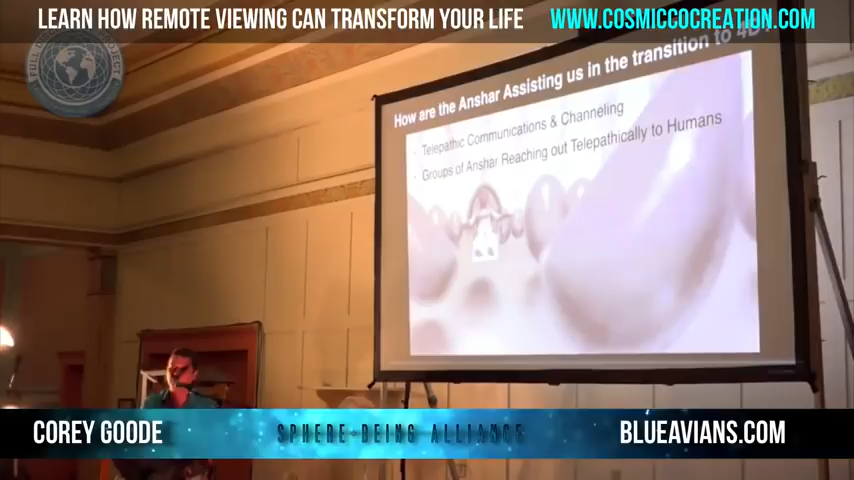 LEARN HOW REMOTE VIEWING CAN TRANSFORM YOUR LIFE WWW.COSMICCOCREATION.COM
How are the Anshar Assisting us in the transition to 4D
· Telepathic Communications & Channeling
· Groups of Anshar Reaching out Telepathically to Humans
COREY GOODE
SPHERE-BEING ALLIANCE
BLUEAVIANS.COM